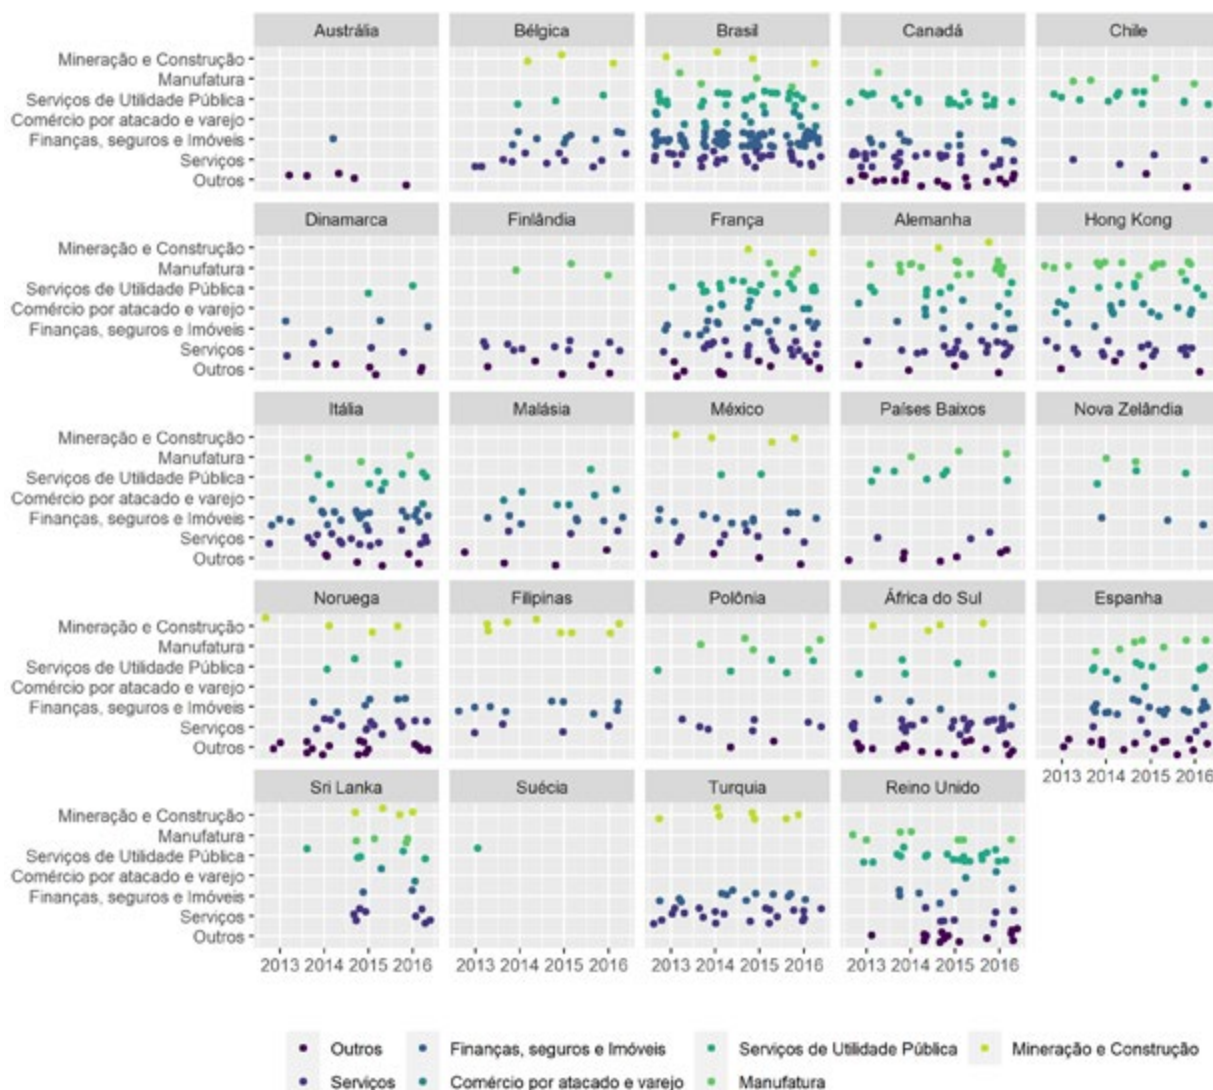 Austrália Bélgica Brasil Canadá Chile
Mineração e Construção
Manufatura
Serviços de Utilidade Pública
Comércio por atacado e varejo
Finanças, seguros e Imóveis
Serviços
Outros
Dinamarca Finlândia França Alemanha Hong Kong
Mineração e Construção
Manufatura
Serviços de Utilidade Pública
Comércio por atacado e varejo
Finanças, seguros e Imóveis
Serviços
Outros
Itália Malásia México Países Baixos Nova Zelândia
Mineração e Construção
Manufatura
Serviços de Utilidade Pública
Comércio por atacado e varejo
Finanças, seguros e Imóveis
Serviços
Outros
Noruega Filipinas Polônia África do Sul Espanha
Mineração e Construção
Manufatura
Serviços de Utilidade Pública
Comércio por atacado e varejo
Finanças, seguros e Imóveis
Serviços
Outros
2013 2014 2015 2016
Sri Lanka Suécia Turquia Reino Unido
Mineração e Construção
Manufatura
Serviços de Utilidade Pública
Comércio por atacado e varejo
Finanças, seguros e Imóveis
Serviços
Outros
2013 2014 2015 2016 2013 2014 2015 2016 2013 2014 2015 2016 2013 2014 2015 2016
Outros Finanças, seguros e Imóveis Serviços de Utilidade Pública Mineração e Construção
Serviços Comércio por atacado e varejo Manufatura